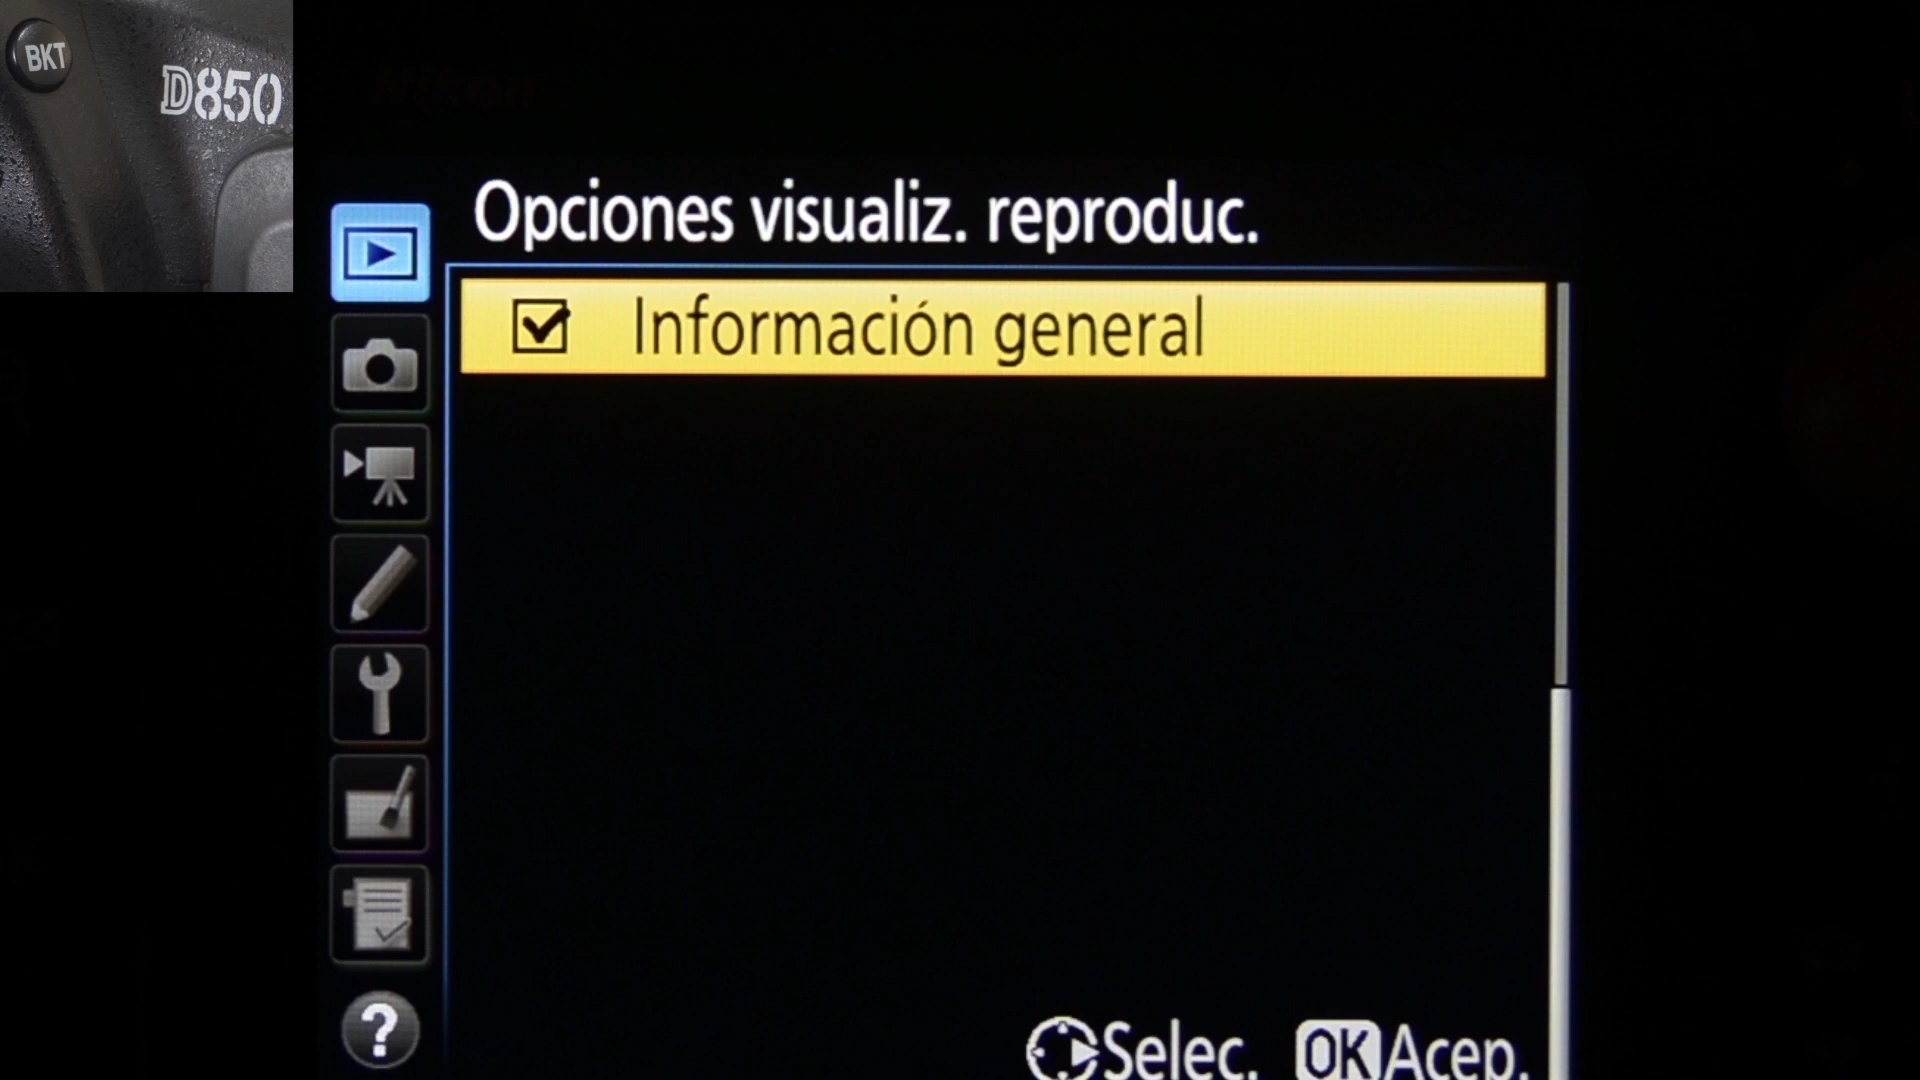 BKT
D850
Opciones visualiz. reproduc.
Información general
?
Selec. OK Acep.